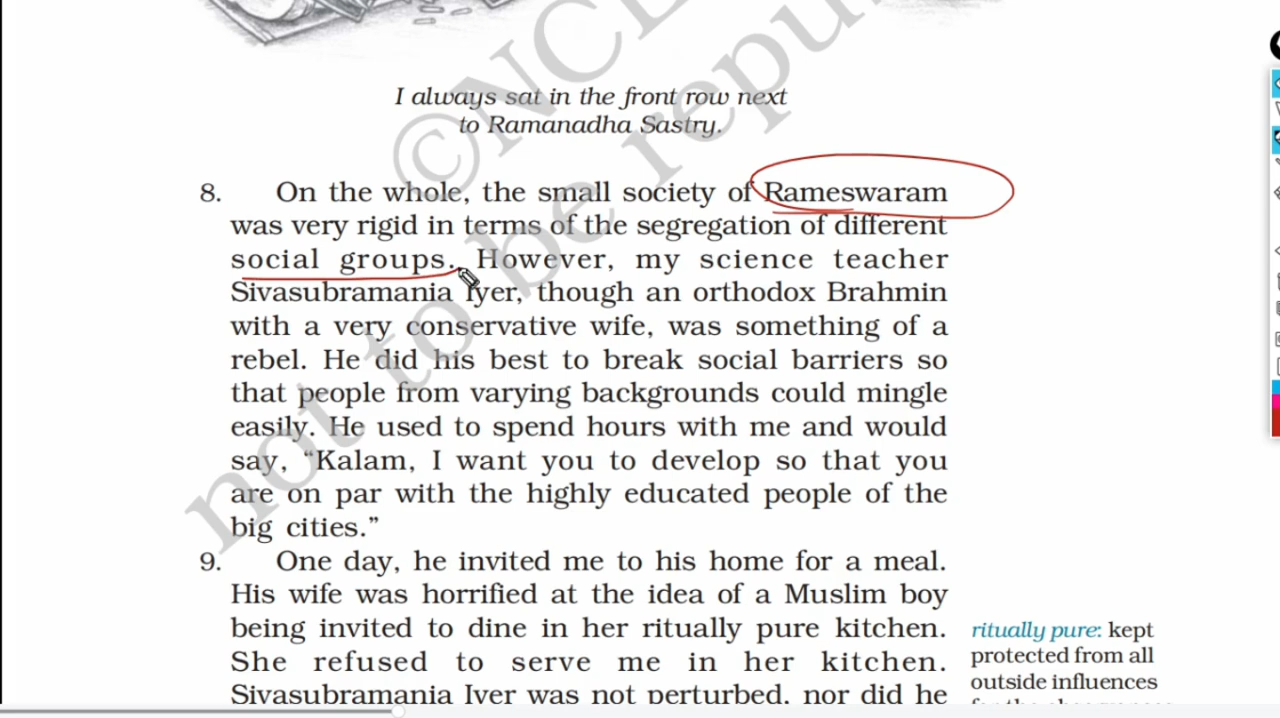 I always sat in the front row next
to Ramanadha Sastry.
8. On the whole, the small society of Rameswaram
was very rigid in terms of the segregation of different
social groups. However, my science teacher
Sivasubramania Iyer, though an orthodox Brahmin
with a very conservative wife, was something of a
rebel. He did his best to break social barriers so
that people from varying backgrounds could mingle
easily. He used to spend hours with me and would
say, “Kalam, I want you to develop so that you
are on par with the highly educated people of the
big cities.”
9. One day, he invited me to his home for a meal.
His wife was horrified at the idea of a Muslim boy
being invited to dine in her ritually pure kitchen.
She refused to serve me in her kitchen.
Sivasubramania Iyer was not perturbed, nor did he
ritually pure: kept
protected from all
outside influences
©NCE
not to be repu